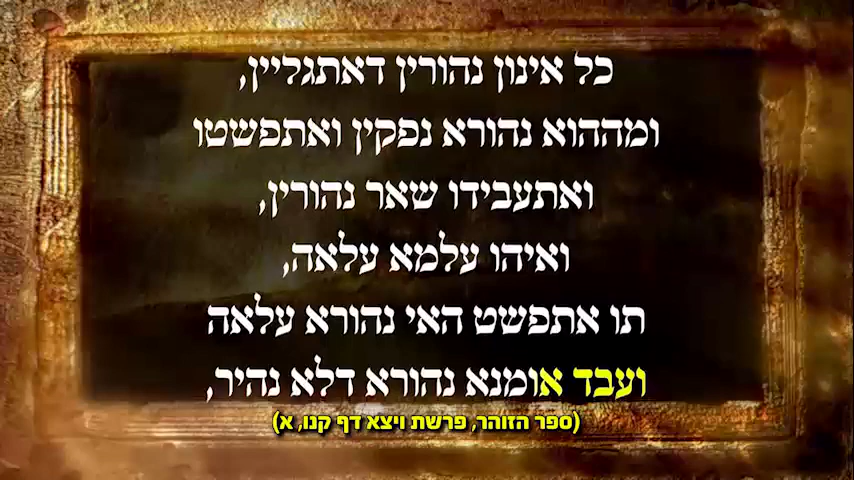 כל אינון נהורין דאתגליין,
ומההוא נהורא נפקין ואתפשטו
ואתעבידו שאר נהורין,
ואיהו עלמא עלאה,
תו אתפשט האי נהורא עלאה
ועבד אומנא נהורא דלא נהיר,
(ספר הזוהר, פרשת ויצא דף קנו, א)